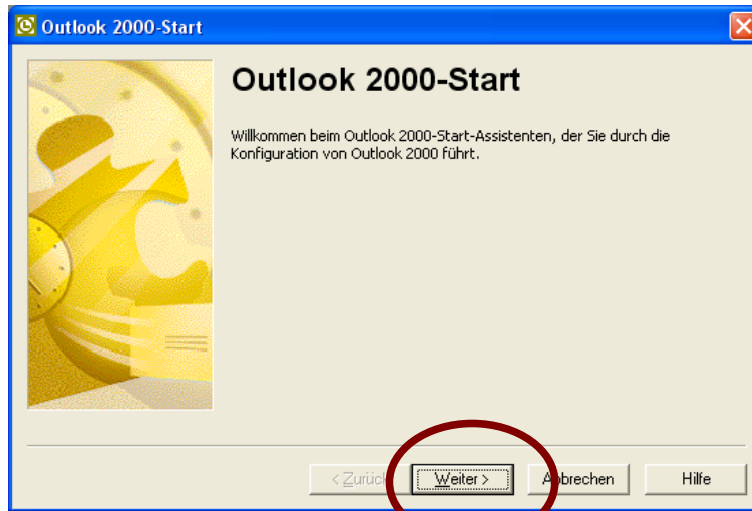 Outlook 2000-Start
Outlook 2000-Start
Willkommen beim Outlook 2000-Start-Assistenten, der Sie durch die
Konfiguration von Outlook 2000 führt.
< Zurück Weiter > Abbrechen Hilfe